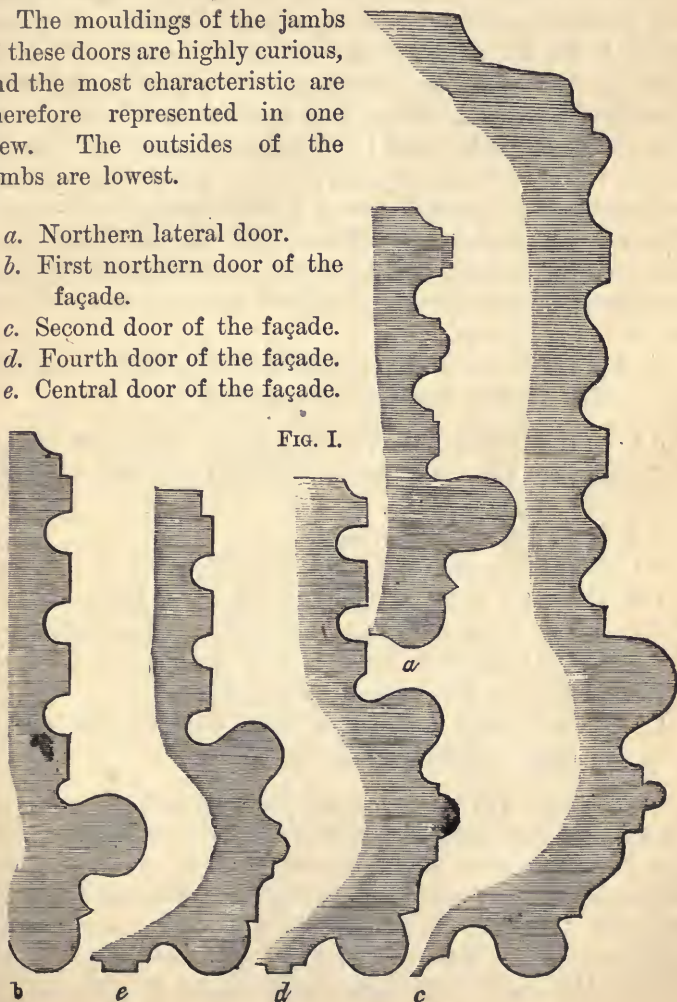 The mouldings of the jambs
these doors are highly curious,
nd the most characteristic are
herefore represented in one
ew. The outsides of the
mbs are lowest.
a. Northern lateral door.
b. First northern door of the
façade.
c. Second door of the façade.
d. Fourth door of the façade.
e. Central door of the façade.
FIG. I.
a
b e d c